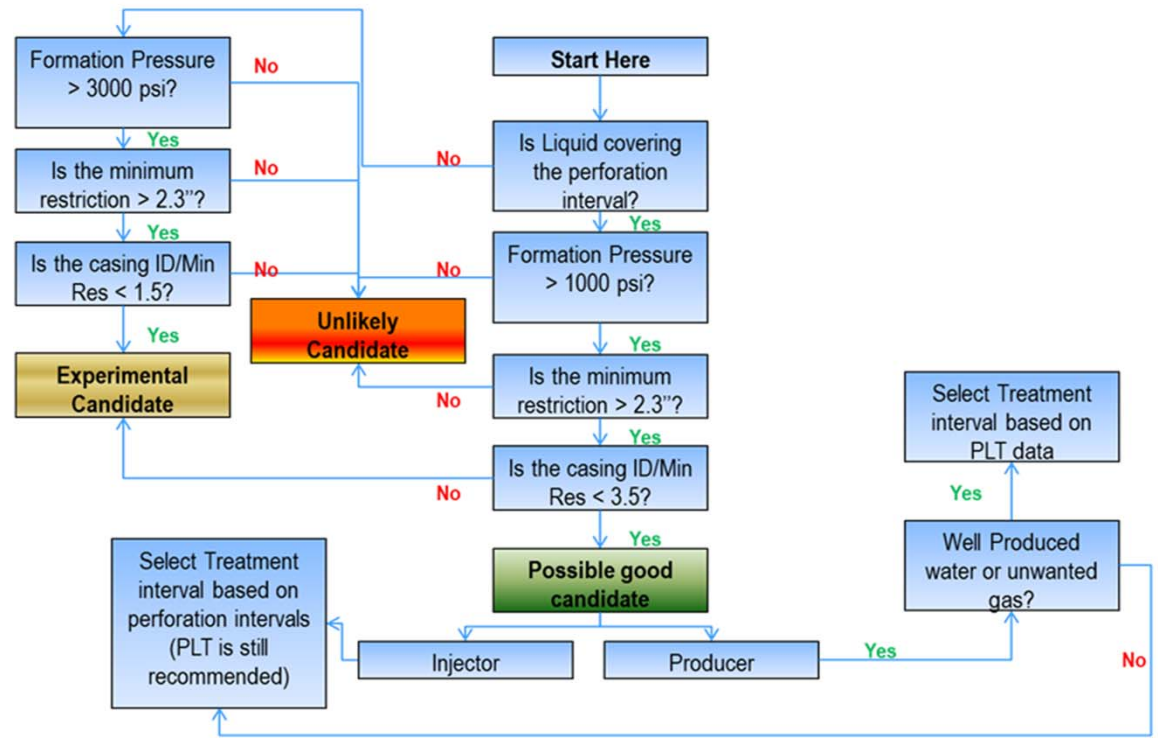 Start Here
Is Liquid covering
the perforation
interval?
No
Yes
Formation Pressure
> 1000 psi?
No
Yes
Is the minimum
restriction > 2.3”?
No
Yes
Is the casing ID/Min
Res < 3.5?
No
Yes
Possible good
candidate
Formation Pressure
> 3000 psi?
No
Yes
Is the minimum
restriction > 2.3”?
No
Yes
Is the casing ID/Min
Res < 1.5?
No
Yes
Experimental
Candidate
Unlikely
Candidate
Injector
Producer
Yes
Select Treatment
interval based on
perforation intervals
(PLT is still
recommended)
Well Produced
water or unwanted
gas?
Yes
No
Select Treatment
interval based on
PLT data